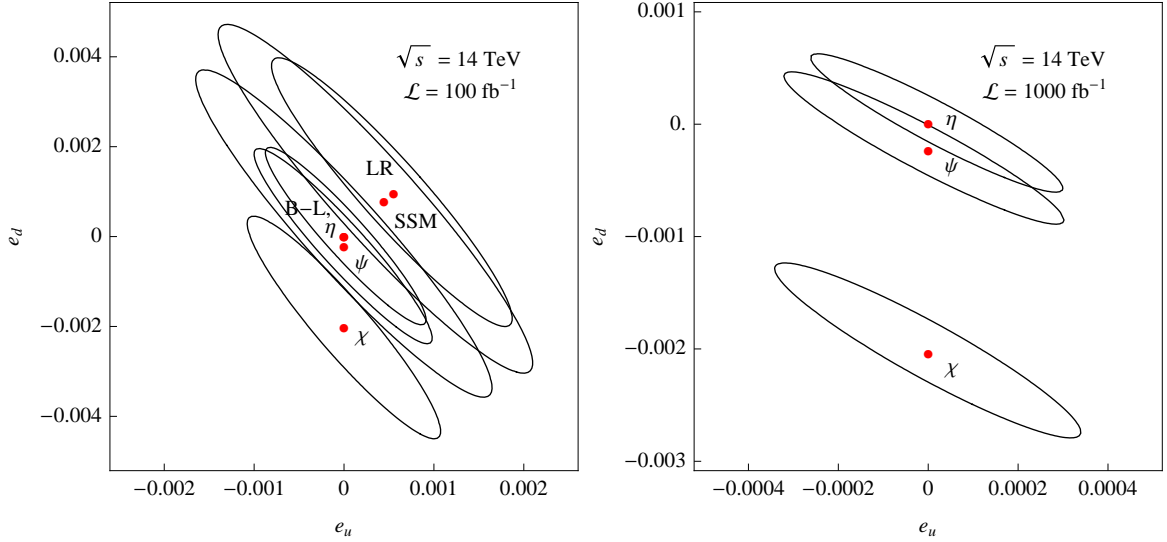 √s = 14 TeV
ℒ = 100 fb⁻¹
LR
B−L,
η
SSM
ψ
χ
0.004
0.002
0
−0.002
−0.004
e_d
−0.002
−0.001
0
0.001
0.002
e_u
√s = 14 TeV
ℒ = 1000 fb⁻¹
η
ψ
χ
0.001
0.
−0.001
−0.002
−0.003
e_d
−0.0004
−0.0002
0
0.0002
0.0004
e_u